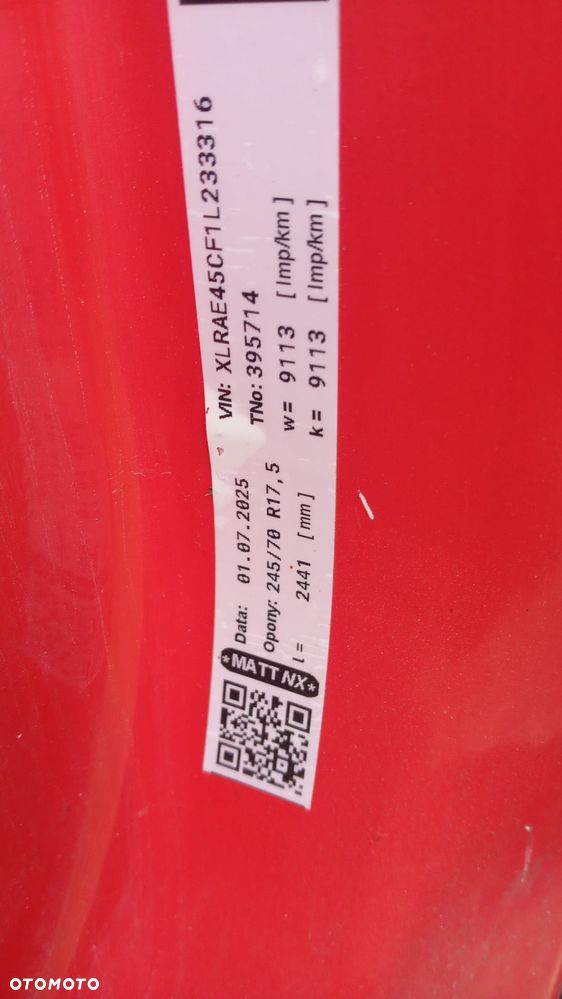 VIN: XLRAE45CF1L233316
Data: 01.07.2025
TNo: 395714
Opony: 245/70 R17,5
w= 9113 [Imp/km]
l= 2441 [mm]
k= 9113 [Imp/km]
*MATT NX*
OTOMOTO